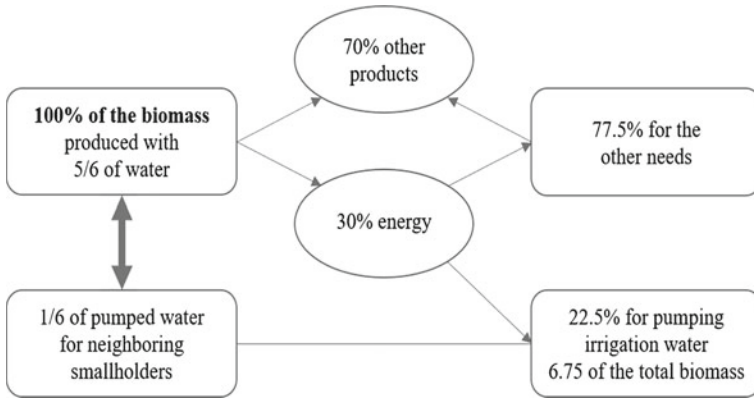 70% other
products
100% of the biomass
produced with
5/6 of water
77.5% for the
other needs
30% energy
1/6 of pumped water
for neighboring
smallholders
22.5% for pumping
irrigation water
6.75 of the total biomass